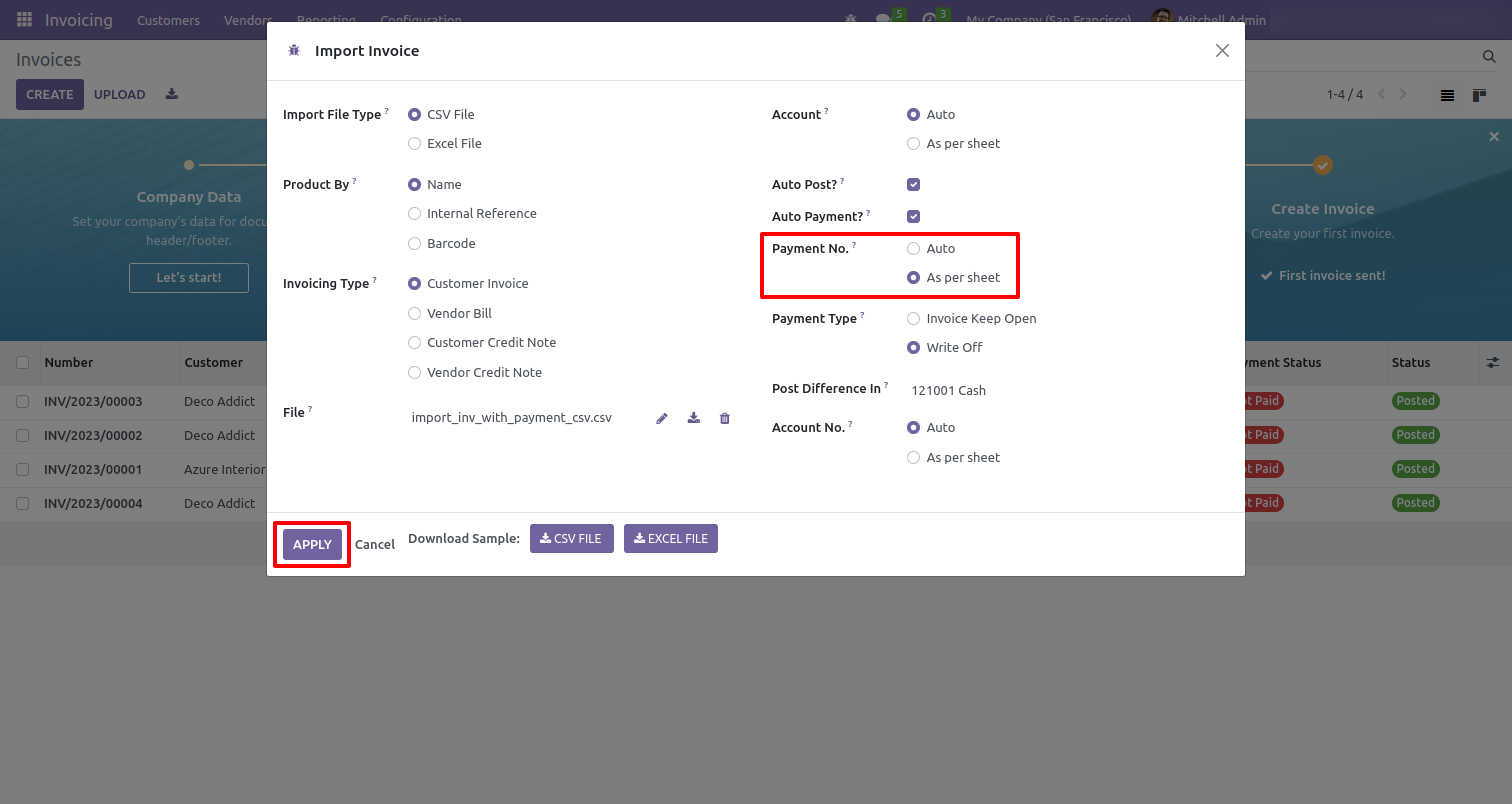 Invoicing Customers Vendors Reporting Configuration 5 3 My Company (San Francisco) Mitchell Admin
Invoices
CREATE UPLOAD
1-4 / 4
Company Data
Set your company's data for
header/footer.
Let's start!
Create Invoice
Create your first invoice.
First invoice sent!
Number Customer Status
INV/2023/00003 Deco Addict Paid Posted
INV/2023/00002 Deco Addict Paid Posted
INV/2023/00001 Azure Interior Paid Posted
INV/2023/00004 Deco Addict Paid Posted
Import Invoice
Import File Type ?
CSV File
Excel File
Product By ?
Name
Internal Reference
Barcode
Invoicing Type ?
Customer Invoice
Vendor Bill
Customer Credit Note
Vendor Credit Note
File ?
import_inv_with_payment_csv.csv
Account ?
Auto
As per sheet
Auto Post? ?
Auto Payment? ?
Payment No. ?
Auto
As per sheet
Payment Type ?
Invoice Keep Open
Write Off
Post Difference In ?
121001 Cash
Account No. ?
Auto
As per sheet
APPLY Cancel Download Sample: CSV FILE EXCEL FILE